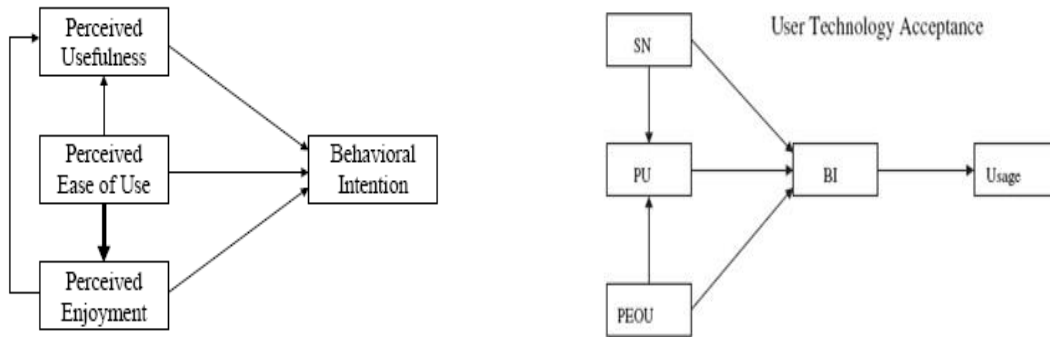 Perceived
Usefulness
Perceived
Ease of Use
Perceived
Enjoyment
Behavioral
Intention
User Technology Acceptance
SN
PU
PEOU
BI
Usage